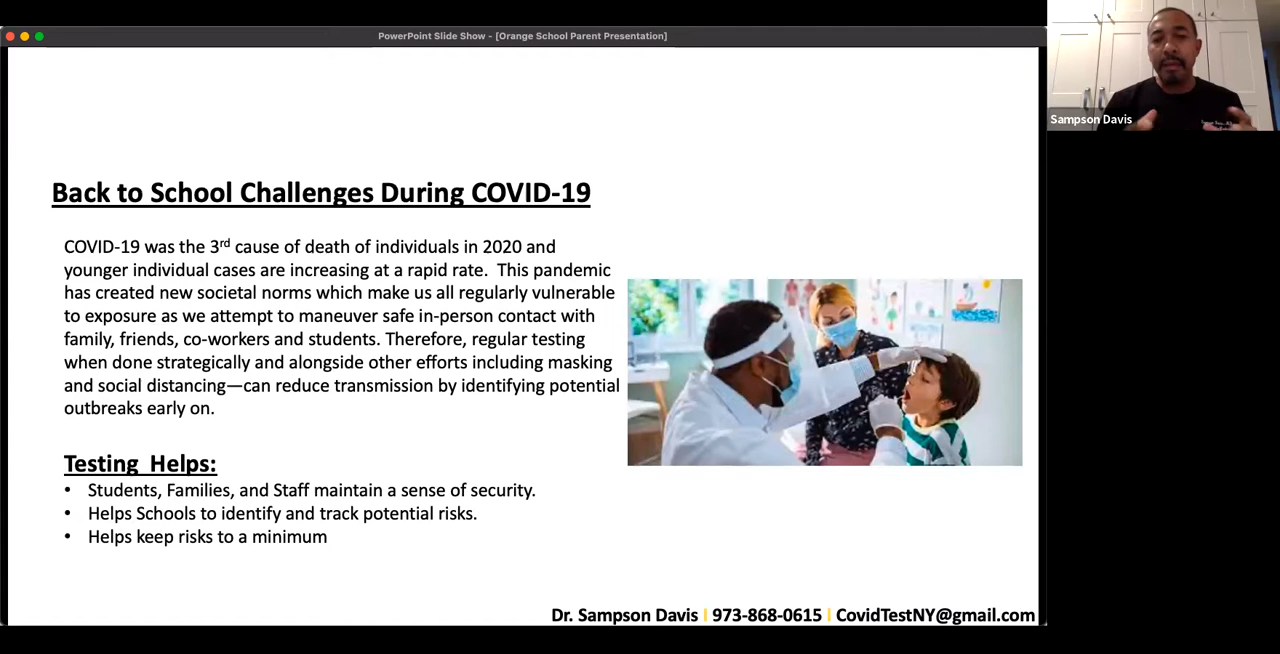 PowerPoint Slide Show - [Orange School Parent Presentation]
Sampson Davis
Back to School Challenges During COVID-19
COVID-19 was the 3rd cause of death of individuals in 2020 and
younger individual cases are increasing at a rapid rate. This pandemic
has created new societal norms which make us all regularly vulnerable
to exposure as we attempt to maneuver safe in-person contact with
family, friends, co-workers and students. Therefore, regular testing
when done strategically and alongside other efforts including masking
and social distancing—can reduce transmission by identifying potential
outbreaks early on.
Testing Helps:
• Students, Families, and Staff maintain a sense of security.
• Helps Schools to identify and track potential risks.
• Helps keep risks to a minimum
Dr. Sampson Davis | 973-868-0615 | CovidTestNY@gmail.com